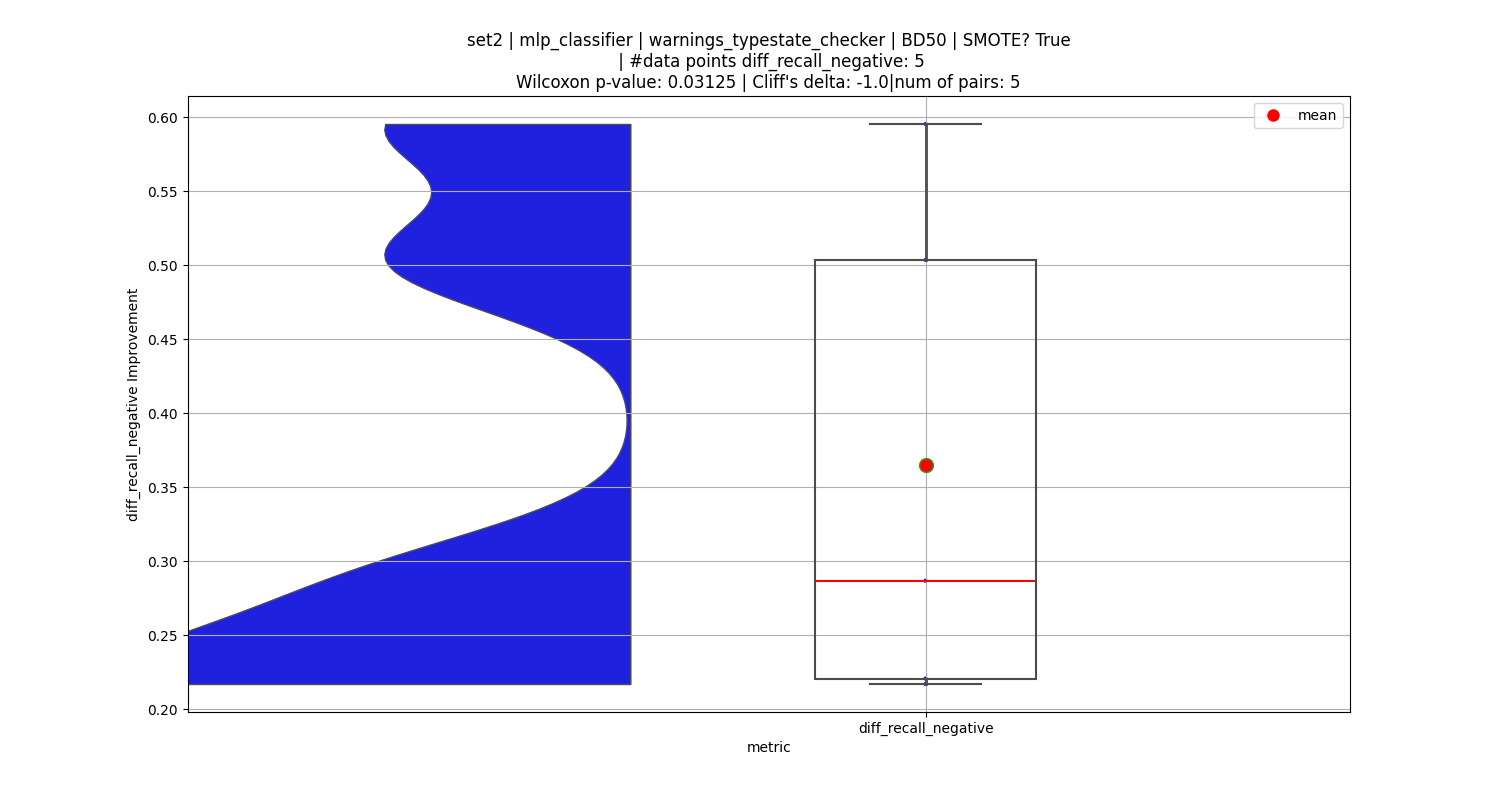 set2 | mlp_classifier | warnings_typestate_checker | BD50 | SMOTE? True
| #data points diff_recall_negative: 5
Wilcoxon p-value: 0.03125 | Cliff's delta: -1.0|num of pairs: 5
mean
0.60
0.55
0.50
0.45
0.40
0.35
0.30
0.25
0.20
diff_recall_negative Improvement
diff_recall_negative
metric